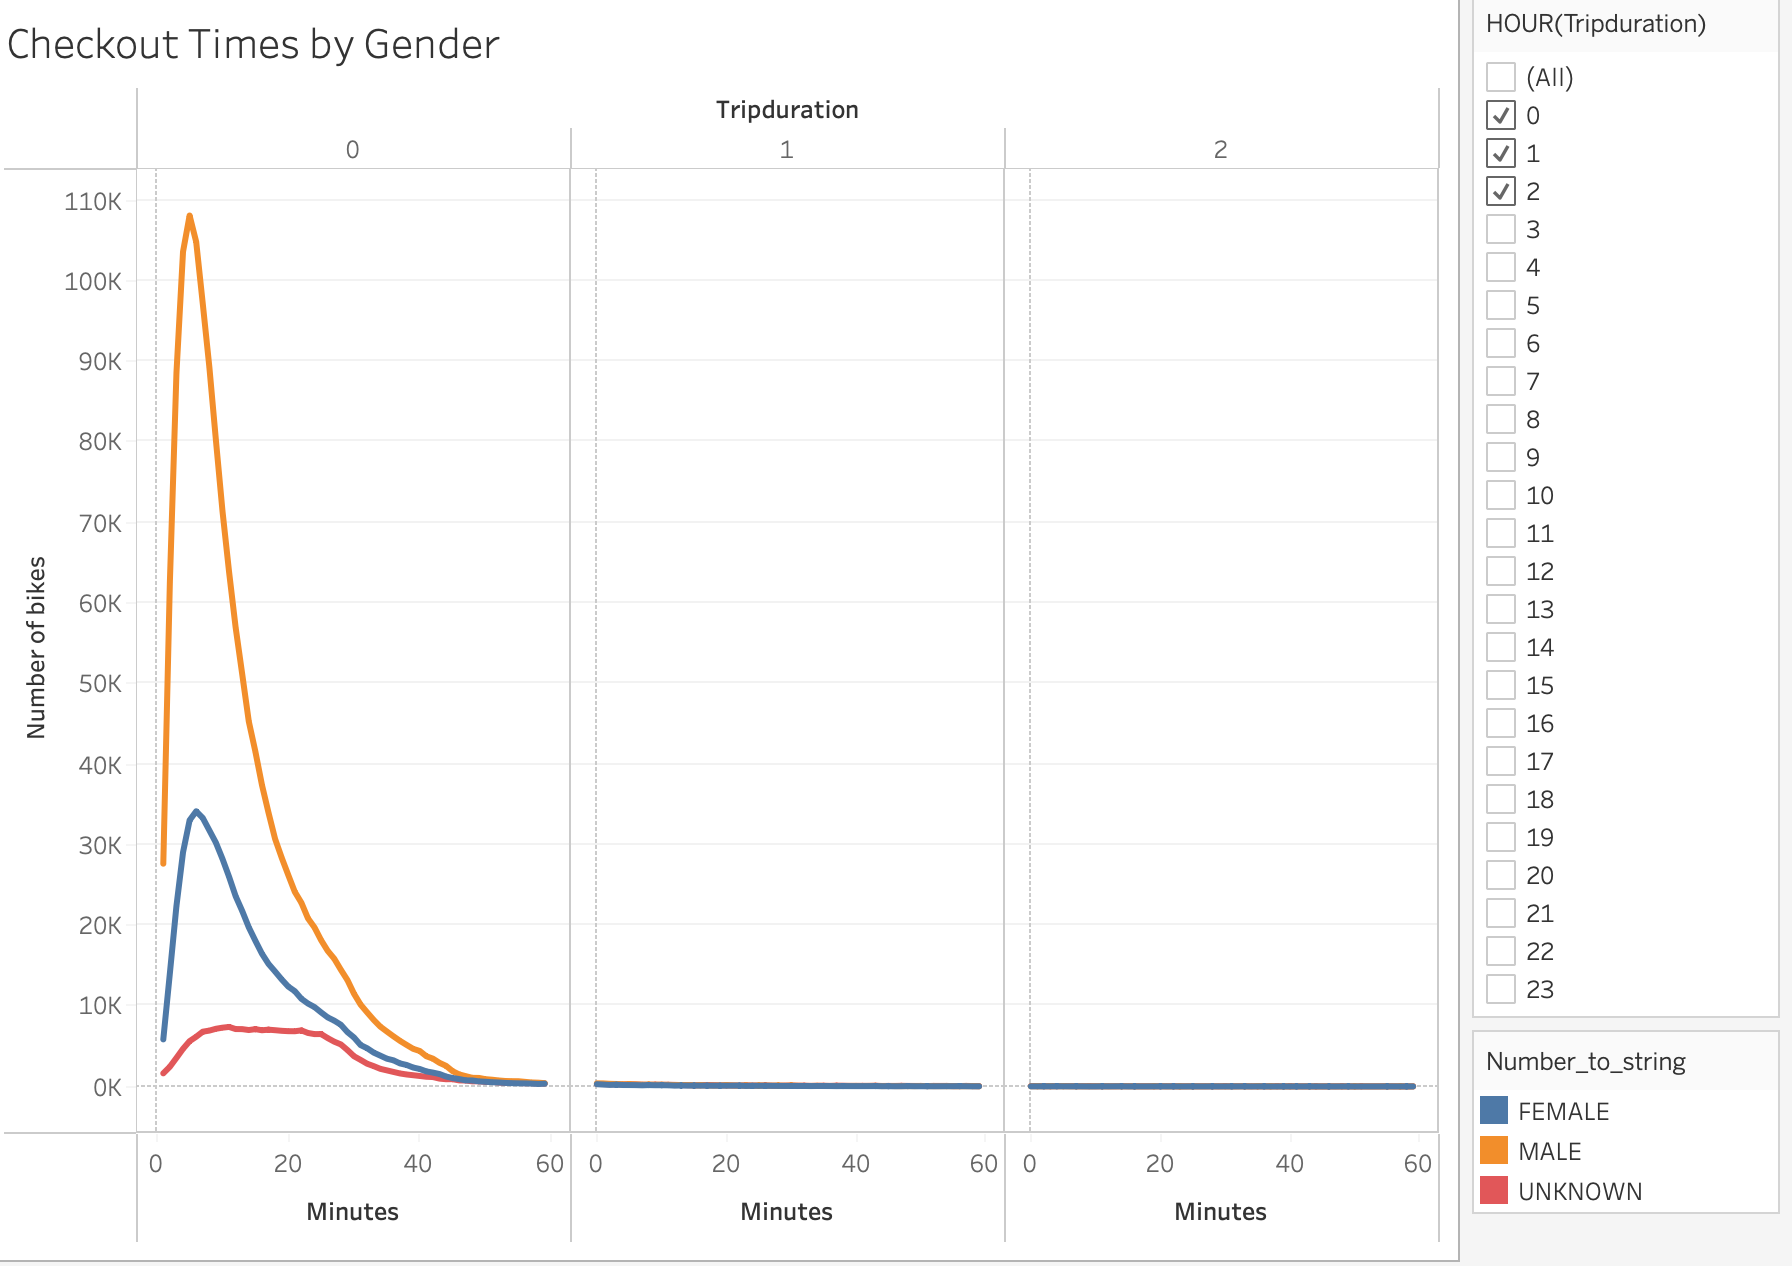 Checkout Times by Gender
Tripduration
0 1 2
110K
100K
90K
80K
70K
60K
50K
40K
30K
20K
10K
0K
Number of bikes
0 20 40 60 0 20 40 60 0 20 40 60
Minutes Minutes Minutes
HOUR(Tripduration)
(All)
0
1
2
3
4
5
6
7
8
9
10
11
12
13
14
15
16
17
18
19
20
21
22
23
Number_to_string
FEMALE
MALE
UNKNOWN